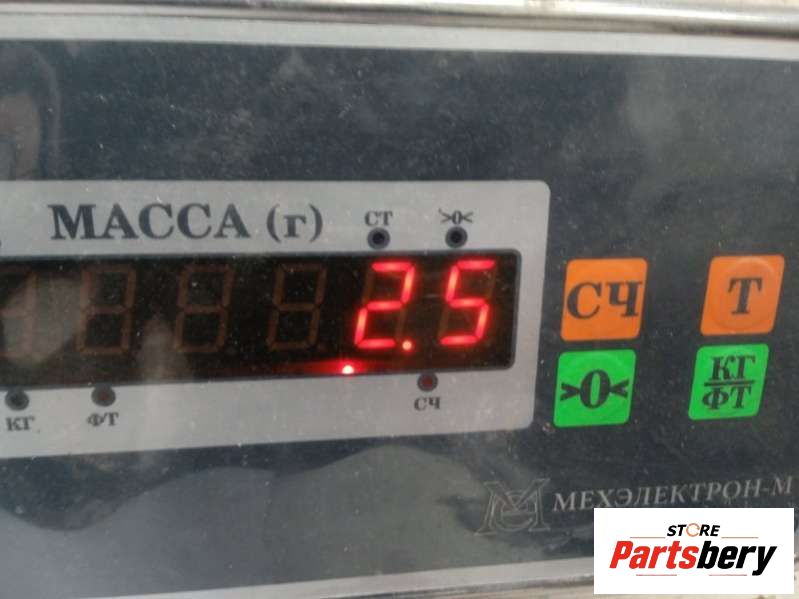 МАССА (г) СТ >0<
2.5
КГ ФТ СЧ
СЧ Т
>0< КГ/ФТ
МЕХЭЛЕКТРОН-М
STORE
Partsbery